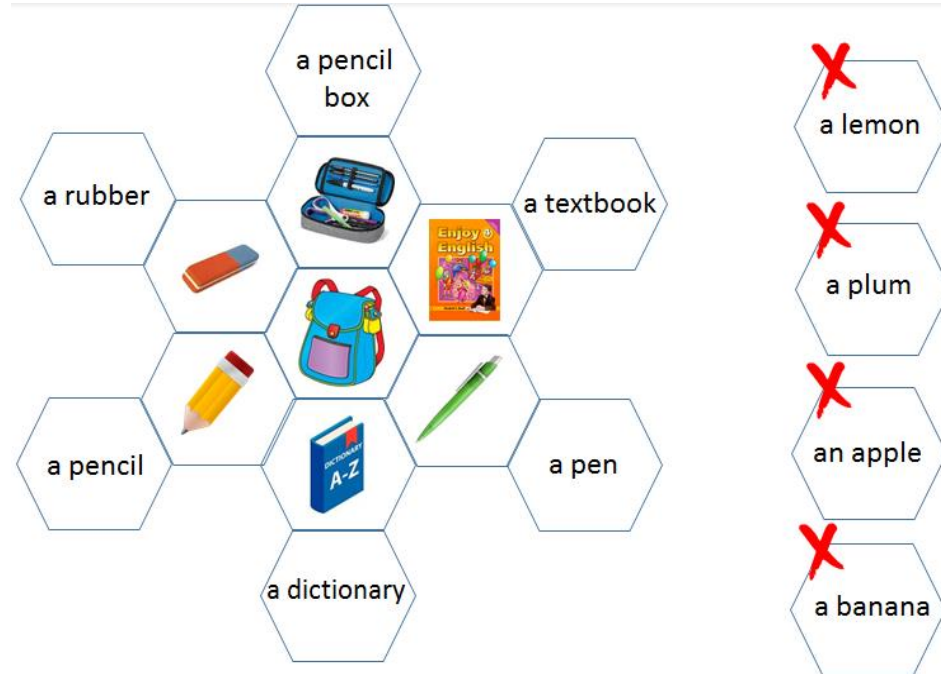 a pencil
box
a rubber
a textbook
Enjoy
English
DICTIONARY
A-Z
a pencil
a pen
a dictionary
a lemon
a plum
an apple
a banana